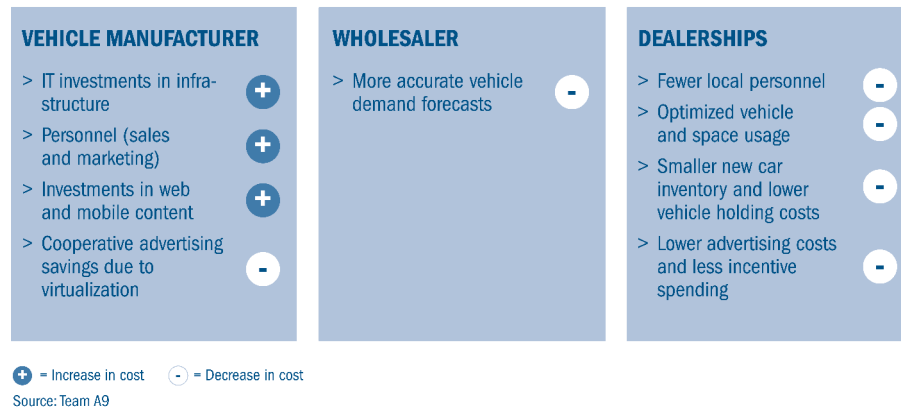 VEHICLE MANUFACTURER
> IT investments in infra-
structure
+
> Personnel (sales
and marketing)
+
> Investments in web
and mobile content
+
> Cooperative advertising
savings due to
virtualization
-
WHOLESALER
> More accurate vehicle
demand forecasts
-
DEALERSHIPS
> Fewer local personnel
-
> Optimized vehicle
and space usage
-
> Smaller new car
inventory and lower
vehicle holding costs
-
> Lower advertising costs
and less incentive
spending
-
+ = Increase in cost - = Decrease in cost
Source: Team A9